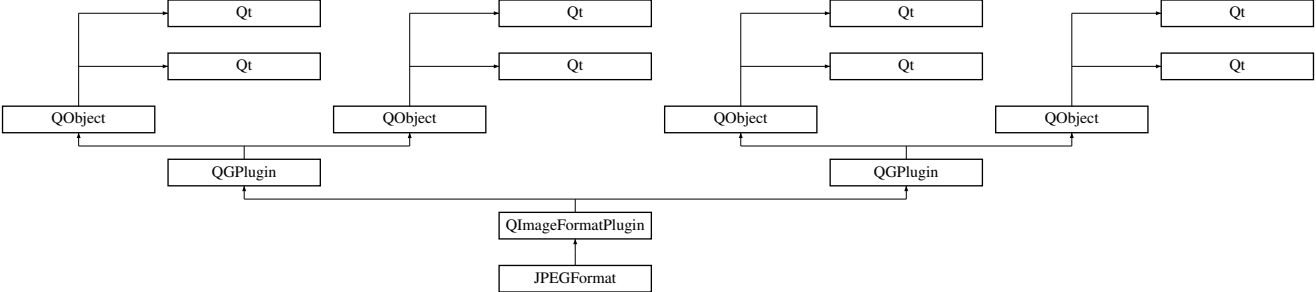 Qt
Qt
Qt
Qt
Qt
Qt
Qt
Qt
QObject
QObject
QObject
QObject
QGPlugin
QGPlugin
QImageFormatPlugin
JPEGFormat